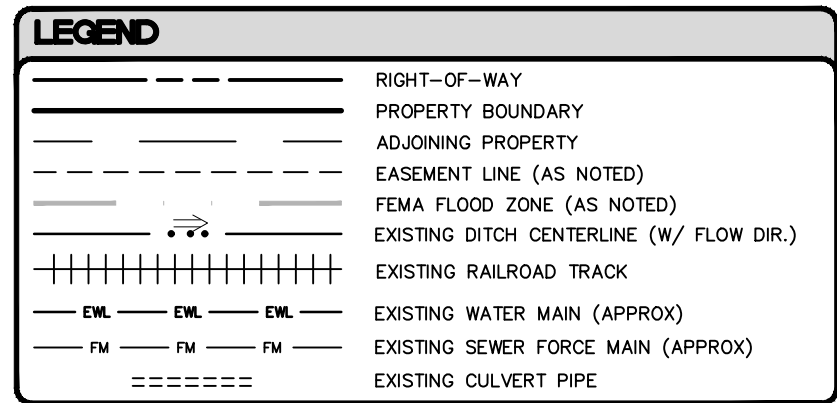 LEGEND
RIGHT-OF-WAY
PROPERTY BOUNDARY
ADJOINING PROPERTY
EASEMENT LINE (AS NOTED)
FEMA FLOOD ZONE (AS NOTED)
EXISTING DITCH CENTERLINE (W/ FLOW DIR.)
EXISTING RAILROAD TRACK
EWL EWL EWL EXISTING WATER MAIN (APPROX)
FM FM FM EXISTING SEWER FORCE MAIN (APPROX)
EXISTING CULVERT PIPE